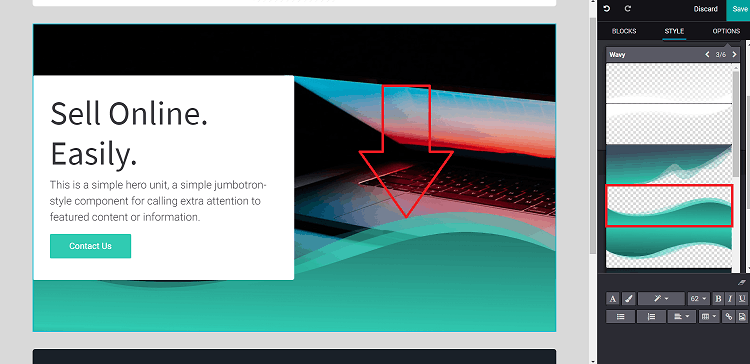 Discard Save
BLOCKS STYLE OPTIONS
Wavy 3/6
Sell Online.
Easily.
This is a simple hero unit, a simple jumbotron-
style component for calling extra attention to
featured content or information.
Contact Us
A 62 B I U